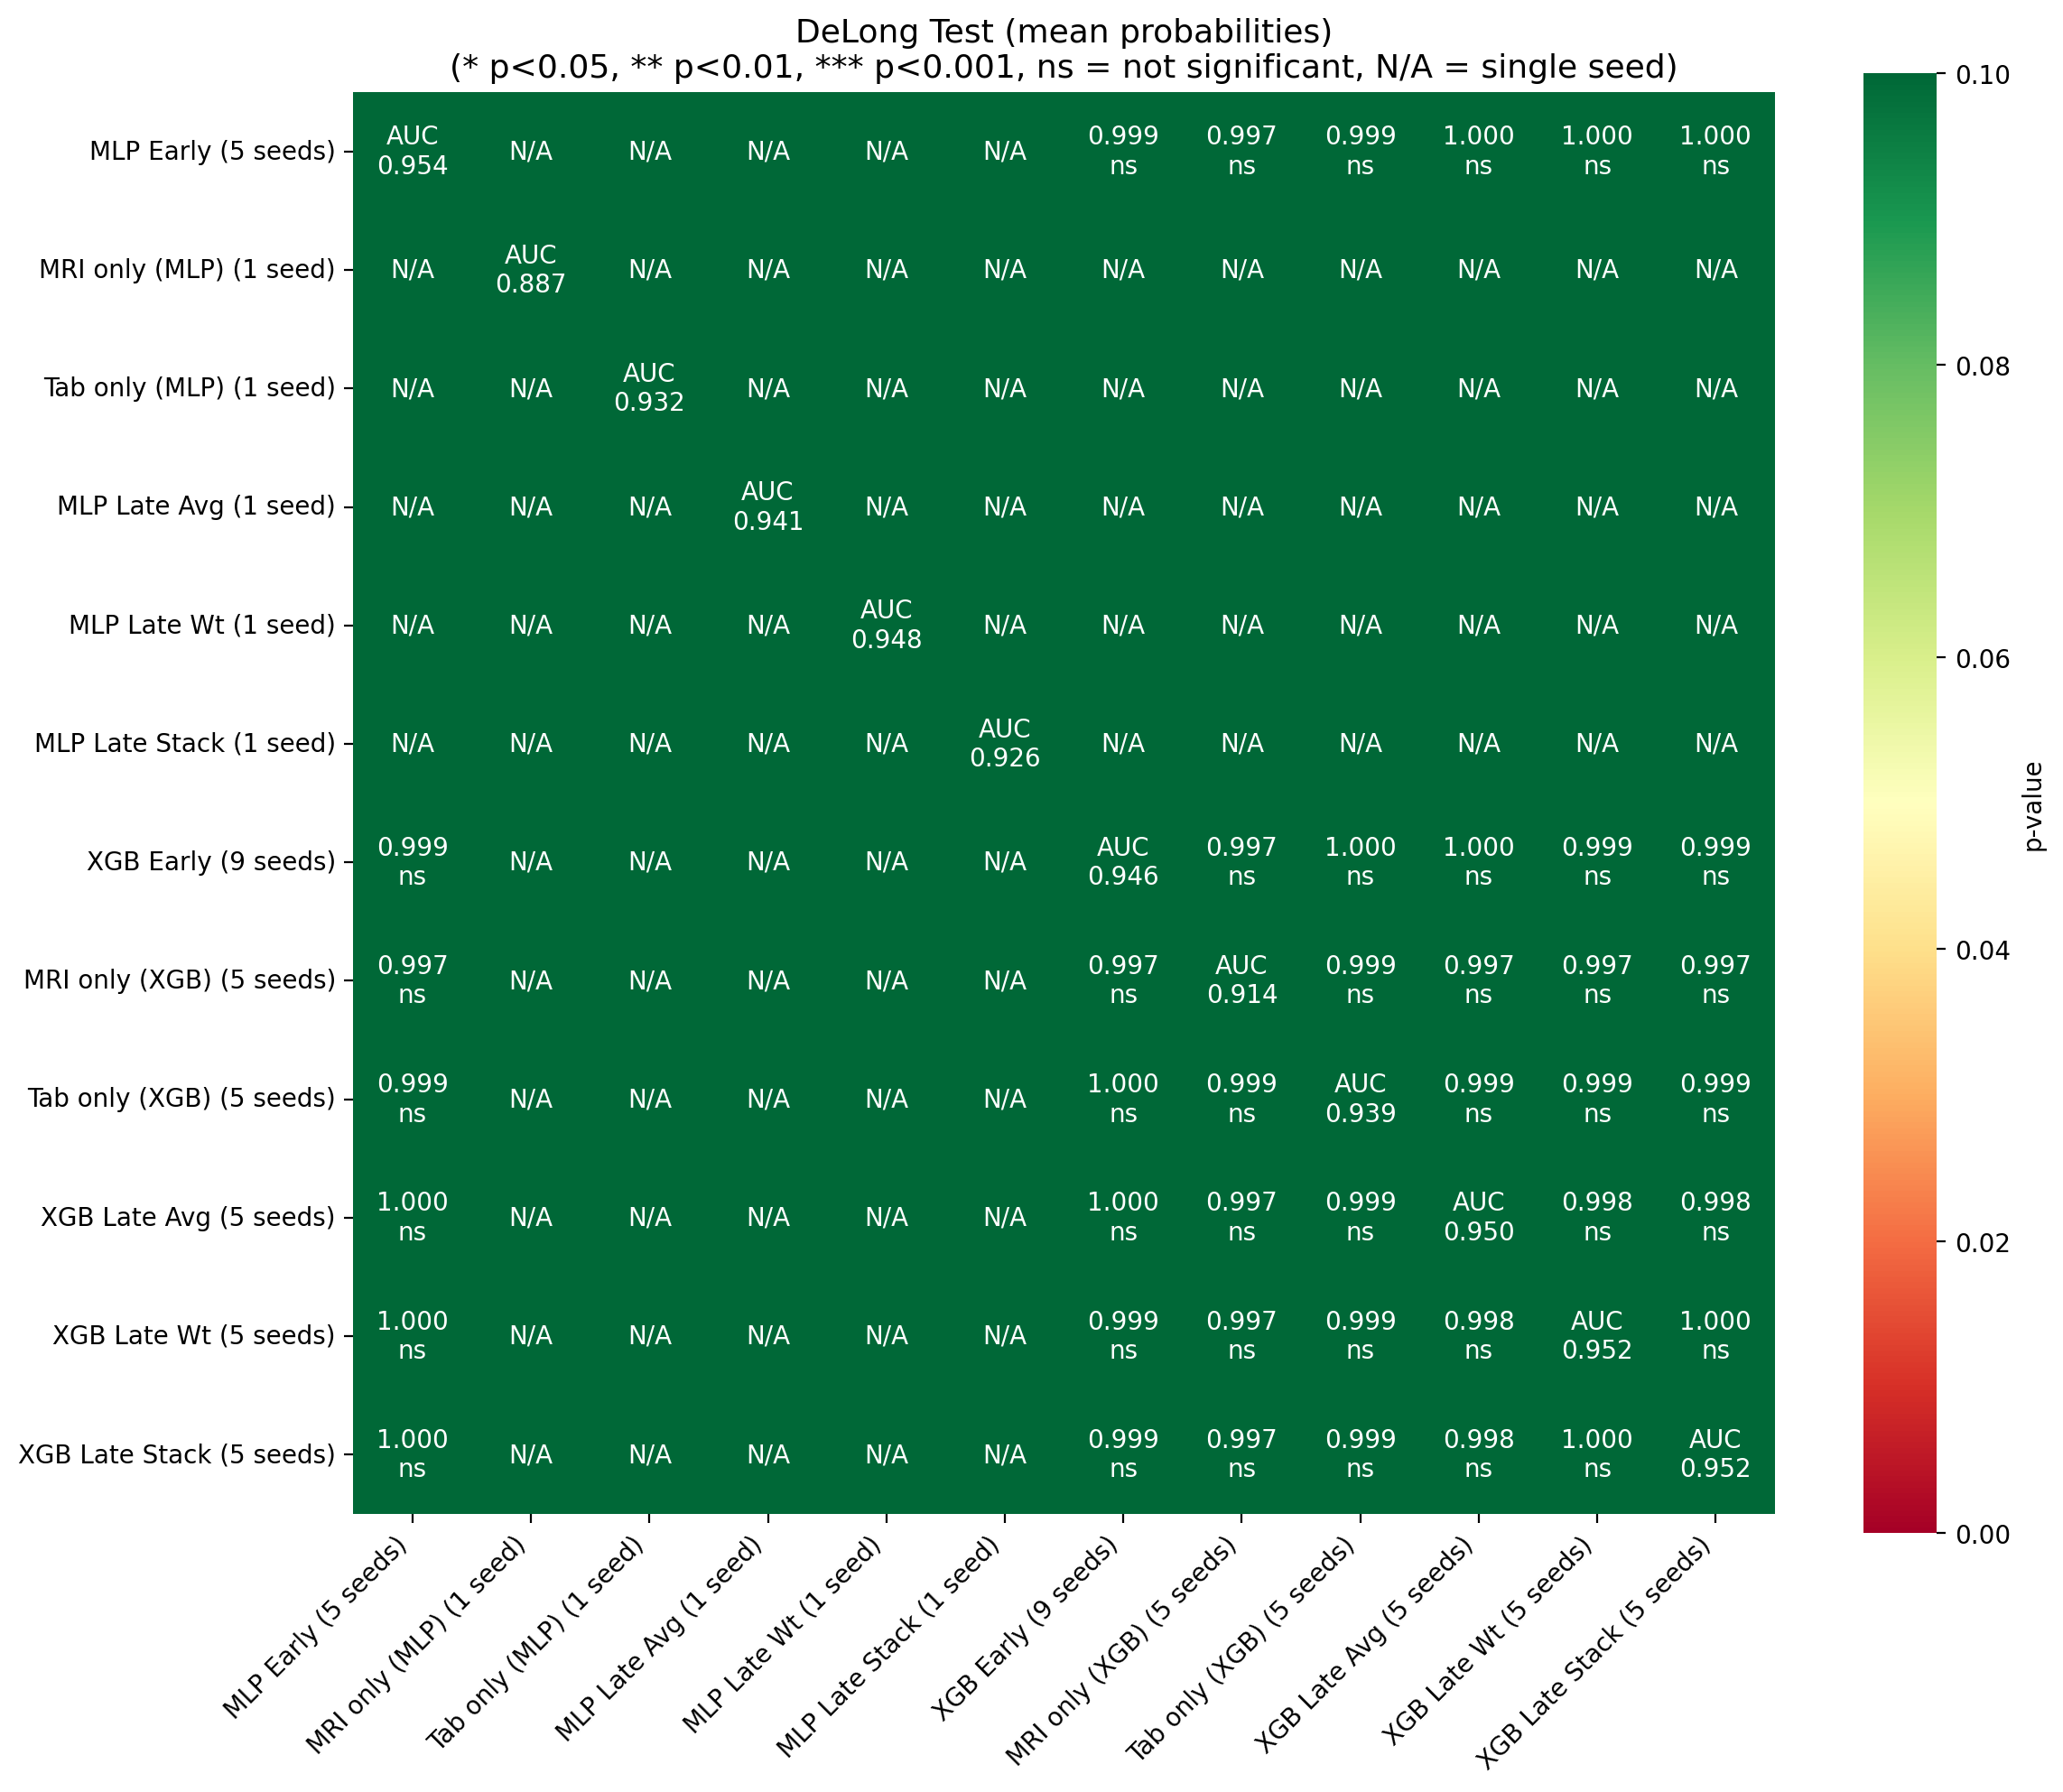 DeLong Test (mean probabilities)
(* p<0.05, ** p<0.01, *** p<0.001, ns = not significant, N/A = single seed)
MLP Early (5 seeds) AUC 0.954 N/A N/A N/A N/A N/A 0.999 ns 0.997 ns 0.999 ns 1.000 ns 1.000 ns 1.000 ns
MRI only (MLP) (1 seed) N/A AUC 0.887 N/A N/A N/A N/A N/A N/A N/A N/A N/A N/A
Tab only (MLP) (1 seed) N/A N/A AUC 0.932 N/A N/A N/A N/A N/A N/A N/A N/A N/A
MLP Late Avg (1 seed) N/A N/A N/A AUC 0.941 N/A N/A N/A N/A N/A N/A N/A N/A
MLP Late Wt (1 seed) N/A N/A N/A N/A AUC 0.948 N/A N/A N/A N/A N/A N/A N/A
MLP Late Stack (1 seed) N/A N/A N/A N/A N/A AUC 0.926 N/A N/A N/A N/A N/A N/A
XGB Early (9 seeds) 0.999 ns N/A N/A N/A N/A N/A AUC 0.946 0.997 ns 1.000 ns 1.000 ns 0.999 ns 0.999 ns
MRI only (XGB) (5 seeds) 0.997 ns N/A N/A N/A N/A N/A 0.997 ns AUC 0.914 0.999 ns 0.997 ns 0.997 ns 0.997 ns
Tab only (XGB) (5 seeds) 0.999 ns N/A N/A N/A N/A N/A 1.000 ns 0.999 ns AUC 0.939 0.999 ns 0.999 ns 0.999 ns
XGB Late Avg (5 seeds) 1.000 ns N/A N/A N/A N/A N/A 1.000 ns 0.997 ns 0.999 ns AUC 0.950 0.998 ns 0.998 ns
XGB Late Wt (5 seeds) 1.000 ns N/A N/A N/A N/A N/A 0.999 ns 0.997 ns 0.999 ns 0.998 ns AUC 0.952 1.000 ns
XGB Late Stack (5 seeds) 1.000 ns N/A N/A N/A N/A N/A 0.999 ns 0.997 ns 0.999 ns 0.998 ns 1.000 ns AUC 0.952
MLP Early (5 seeds)
MRI only (MLP) (1 seed)
Tab only (MLP) (1 seed)
MLP Late Avg (1 seed)
MLP Late Wt (1 seed)
MLP Late Stack (1 seed)
XGB Early (9 seeds)
MRI only (XGB) (5 seeds)
Tab only (XGB) (5 seeds)
XGB Late Avg (5 seeds)
XGB Late Wt (5 seeds)
XGB Late Stack (5 seeds)
0.10
0.08
0.06
0.04
0.02
0.00
p-value